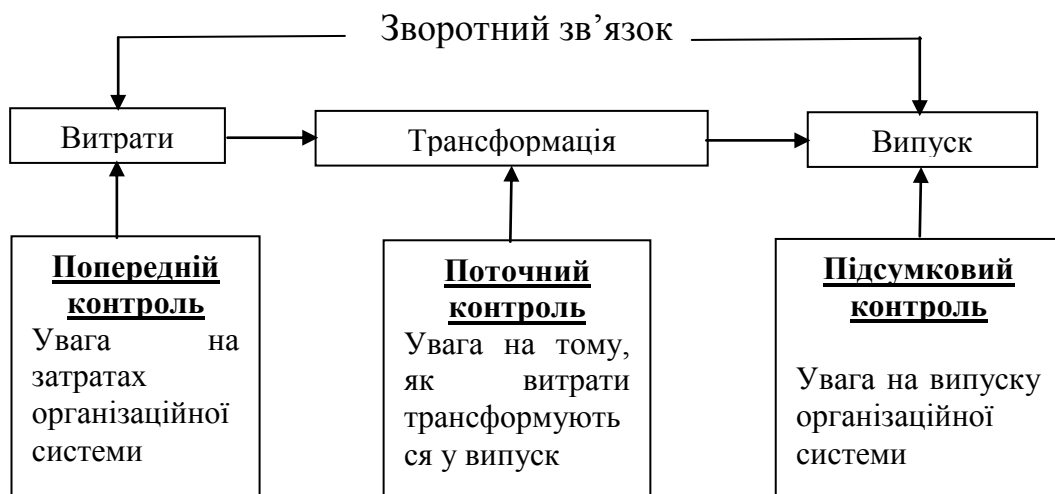 Зворотний зв’язок
Витрати
Трансформація
Випуск
Попередній
контроль
Увага на
затратах
організаційної
системи
Поточний
контроль
Увага на тому,
як витрати
трансформують
ся у випуск
Підсумковий
контроль
Увага на випуску
організаційної
системи